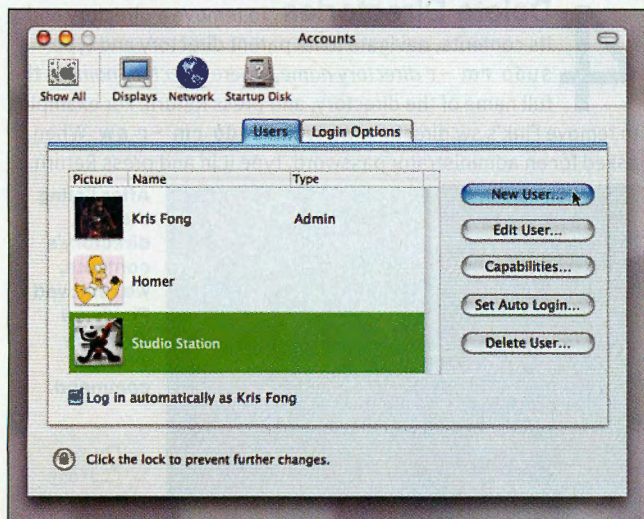 Accounts
Show All Displays Network Startup Disk
Users Login Options
Picture Name Type
Kris Fong Admin
Homer
Studio Station
New User...
Edit User...
Capabilities...
Set Auto Login...
Delete User...
Log in automatically as Kris Fong
Click the lock to prevent further changes.